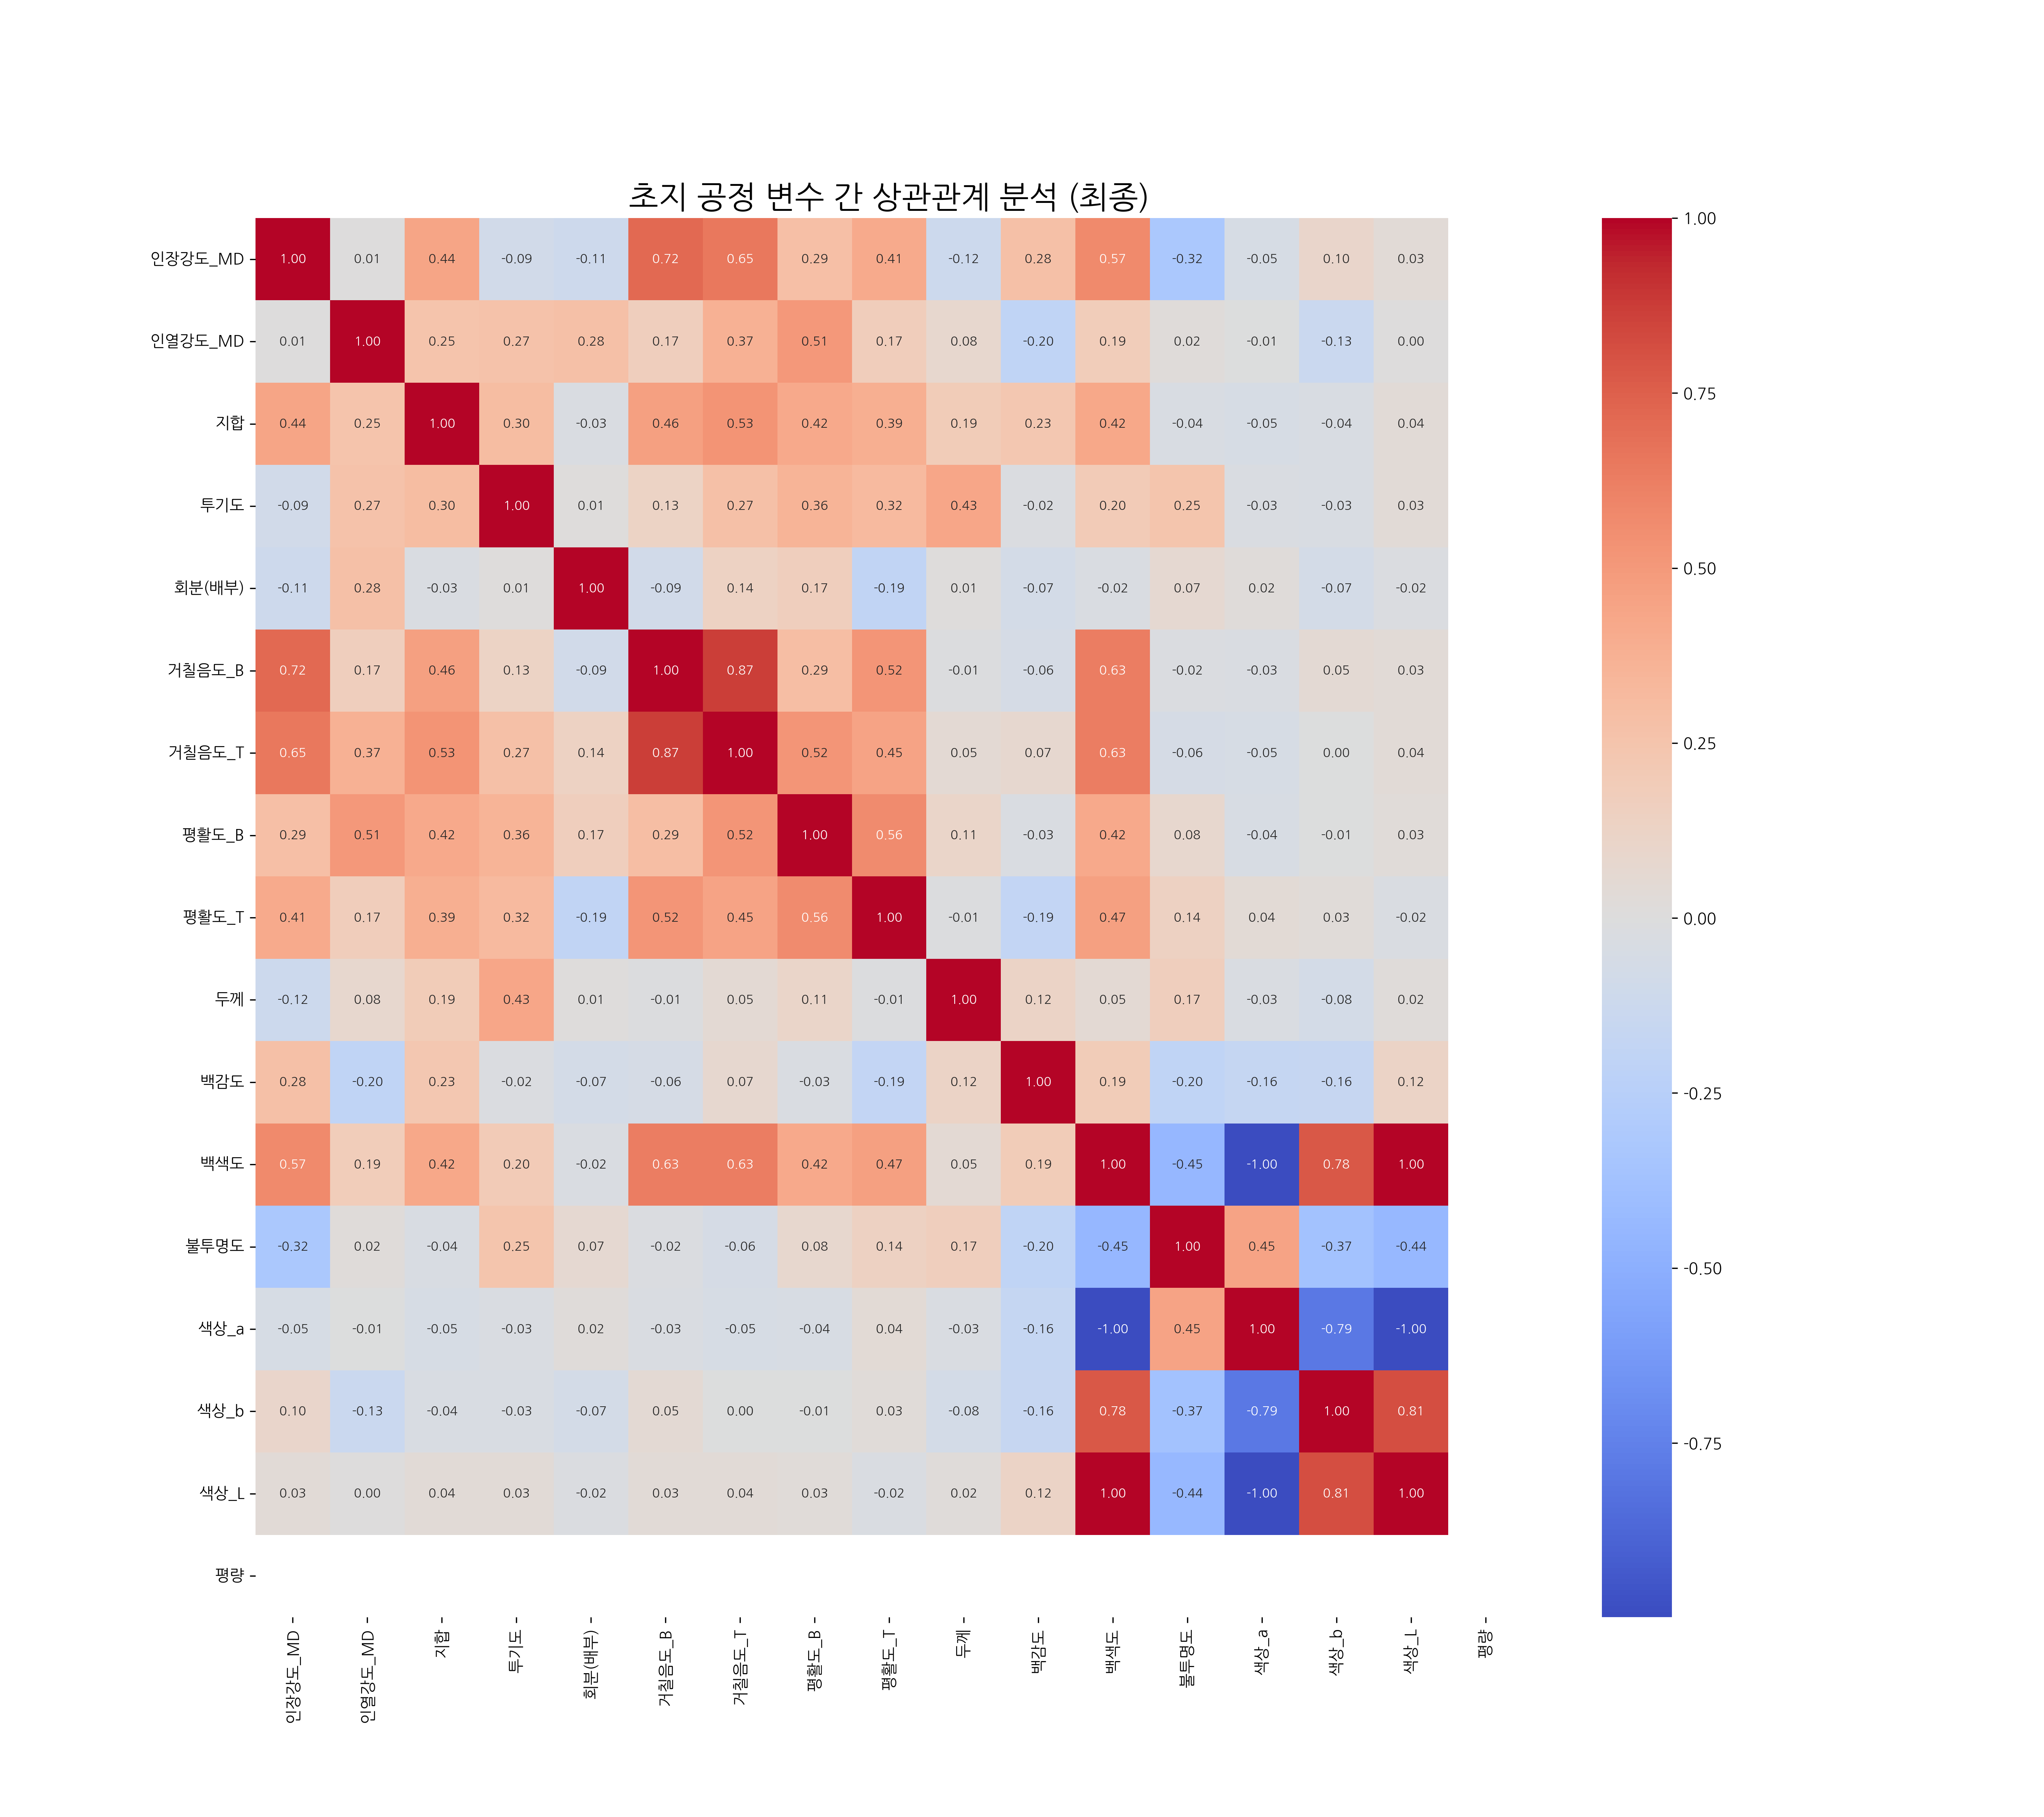 초지 공정 변수 간 상관관계 분석 (최종)
인장강도_MD 1.00 0.01 0.44 -0.09 -0.11 0.72 0.65 0.29 0.41 -0.12 0.28 0.57 -0.32 -0.05 0.10 0.03
인열강도_MD 0.01 1.00 0.25 0.27 0.28 0.17 0.37 0.51 0.17 0.08 -0.20 0.19 0.02 -0.01 -0.13 0.00
지합 0.44 0.25 1.00 0.30 -0.03 0.46 0.53 0.42 0.39 0.19 0.23 0.42 -0.04 -0.05 -0.04 0.04
투기도 -0.09 0.27 0.30 1.00 0.01 0.13 0.27 0.36 0.32 0.43 -0.02 0.20 0.25 -0.03 -0.03 0.03
회분(배부) -0.11 0.28 -0.03 0.01 1.00 -0.09 0.14 0.17 -0.19 0.01 -0.07 -0.02 0.07 0.02 -0.07 -0.02
거칠음도_B 0.72 0.17 0.46 0.13 -0.09 1.00 0.87 0.29 0.52 -0.01 -0.06 0.63 -0.02 -0.03 0.05 0.03
거칠음도_T 0.65 0.37 0.53 0.27 0.14 0.87 1.00 0.52 0.45 0.05 0.07 0.63 -0.06 -0.05 0.00 0.04
평활도_B 0.29 0.51 0.42 0.36 0.17 0.29 0.52 1.00 0.56 0.11 -0.03 0.42 0.08 -0.04 -0.01 0.03
평활도_T 0.41 0.17 0.39 0.32 -0.19 0.52 0.45 0.56 1.00 -0.01 -0.19 0.47 0.14 0.04 0.03 -0.02
두께 -0.12 0.08 0.19 0.43 0.01 -0.01 0.05 0.11 -0.01 1.00 0.12 0.05 0.17 -0.03 -0.08 0.02
백감도 0.28 -0.20 0.23 -0.02 -0.07 -0.06 0.07 -0.03 -0.19 0.12 1.00 0.19 -0.20 -0.16 -0.16 0.12
백색도 0.57 0.19 0.42 0.20 -0.02 0.63 0.63 0.42 0.47 0.05 0.19 1.00 -0.45 -1.00 0.78 1.00
불투명도 -0.32 0.02 -0.04 0.25 0.07 -0.02 -0.06 0.08 0.14 0.17 -0.20 -0.45 1.00 0.45 -0.37 -0.44
색상_a -0.05 -0.01 -0.05 -0.03 0.02 -0.03 -0.05 -0.04 0.04 -0.03 -0.16 -1.00 0.45 1.00 -0.79 -1.00
색상_b 0.10 -0.13 -0.04 -0.03 -0.07 0.05 0.00 -0.01 0.03 -0.08 -0.16 0.78 -0.37 -0.79 1.00 0.81
색상_L 0.03 0.00 0.04 0.03 -0.02 0.03 0.04 0.03 -0.02 0.02 0.12 1.00 -0.44 -1.00 0.81 1.00
평량
인장강도_MD 인열강도_MD 지합 투기도 회분(배부) 거칠음도_B 거칠음도_T 평활도_B 평활도_T 두께 백감도 백색도 불투명도 색상_a 색상_b 색상_L 평량
1.00
0.75
0.50
0.25
0.00
-0.25
-0.50
-0.75